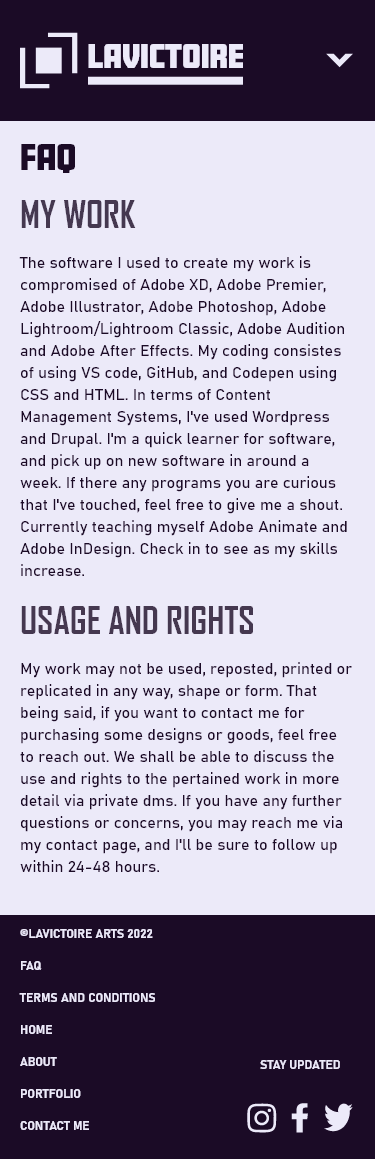 LAVICTOIRE
FAQ
MY WORK
The software I used to create my work is
compromised of Adobe XD, Adobe Premier,
Adobe Illustrator, Adobe Photoshop, Adobe
Lightroom/Lightroom Classic, Adobe Audition
and Adobe After Effects. My coding consistes
of using VS code, GitHub, and Codepen using
CSS and HTML. In terms of Content
Management Systems, I've used Wordpress
and Drupal. I'm a quick learner for software,
and pick up on new software in around a
week. If there any programs you are curious
that I've touched, feel free to give me a shout.
Currently teaching myself Adobe Animate and
Adobe InDesign. Check in to see as my skills
increase.
USAGE AND RIGHTS
My work may not be used, reposted, printed or
replicated in any way, shape or form. That
being said, if you want to contact me for
purchasing some designs or goods, feel free
to reach out. We shall be able to discuss the
use and rights to the pertained work in more
detail via private dms. If you have any further
questions or concerns, you may reach me via
my contact page, and I'll be sure to follow up
within 24-48 hours.
©LAVICTOIRE ARTS 2022
FAQ
TERMS AND CONDITIONS
HOME
ABOUT
PORTFOLIO
CONTACT ME
STAY UPDATED